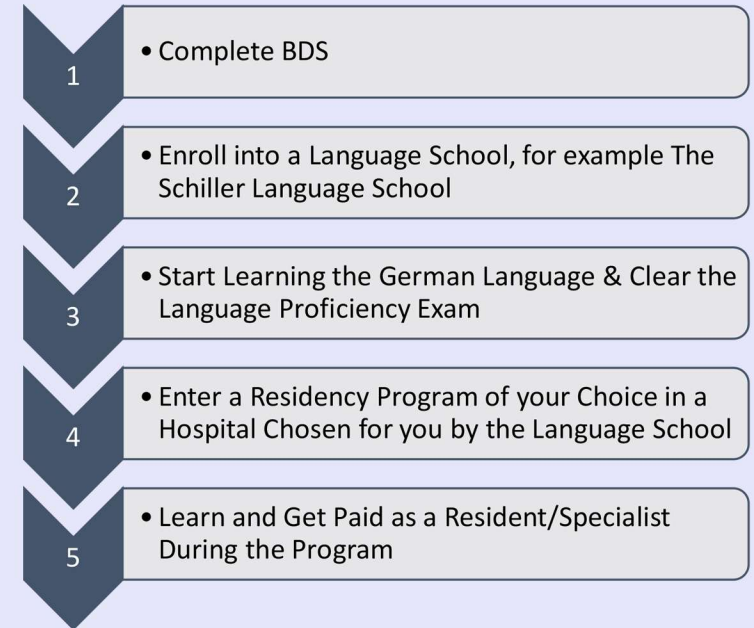 1
• Complete BDS
2
• Enroll into a Language School, for example The
Schiller Language School
3
• Start Learning the German Language & Clear the
Language Proficiency Exam
4
• Enter a Residency Program of your Choice in a
Hospital Chosen for you by the Language School
5
• Learn and Get Paid as a Resident/Specialist
During the Program